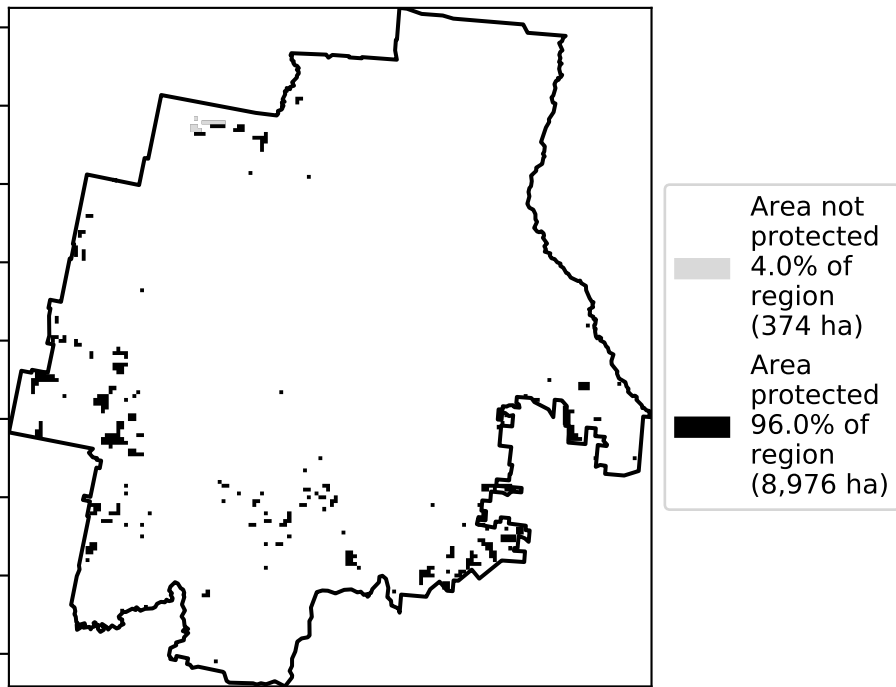 Area not
protected
4.0% of
region
(374 ha)
Area
protected
96.0% of
region
(8,976 ha)